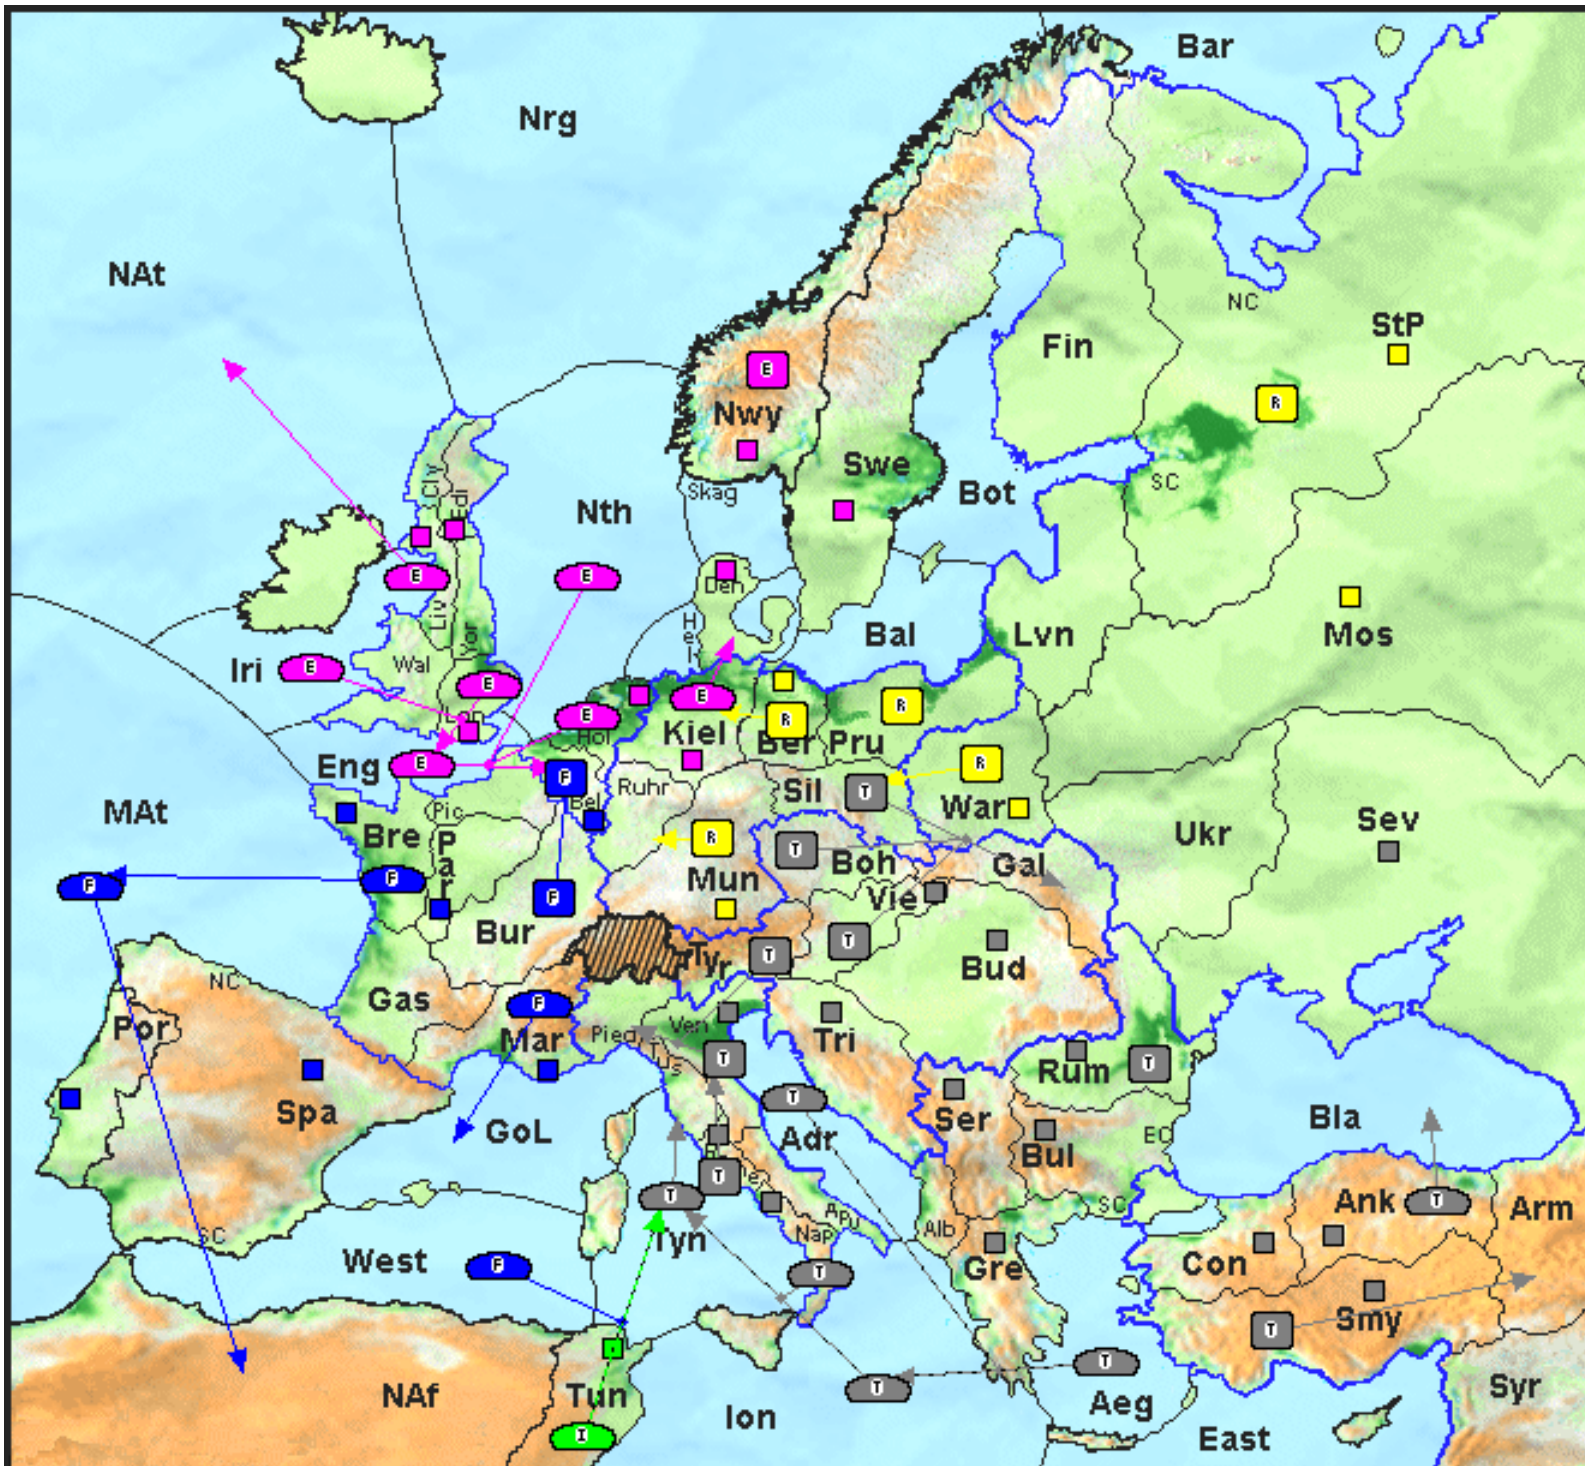 Bar
Nrg
NAt
NC
StP
Fin
E
R
Nwy
Swe
SC
Skag
Bot
Cly
Edi
Nth
E
E
Den
Hel
Liv
Yor
Wal
Iri
E
E
Bal
Lvn
Mos
E
E
R
R
Lon
Hol
Kiel
Ber
Pru
Eng
E
F
R
Ruhr
Sil
T
War
Bel
Pic
MAt
Bre
Par
R
T
Boh
Gal
Ukr
Sev
F
F
Mun
Vie
F
Bur
T
T
Tyr
Bud
NC
Gas
F
Por
Mar
Pied
Ven
Tri
Tus
T
Rum
T
Spa
GoL
T
Adr
Ser
Bla
Bul
EC
T
T
Ank
T
Arm
SC
Apu
Nap
Alb
SC
West
Tyn
Gre
Con
F
T
Smy
T
T
T
NAf
Tun
Ion
Aeg
Syr
I
East